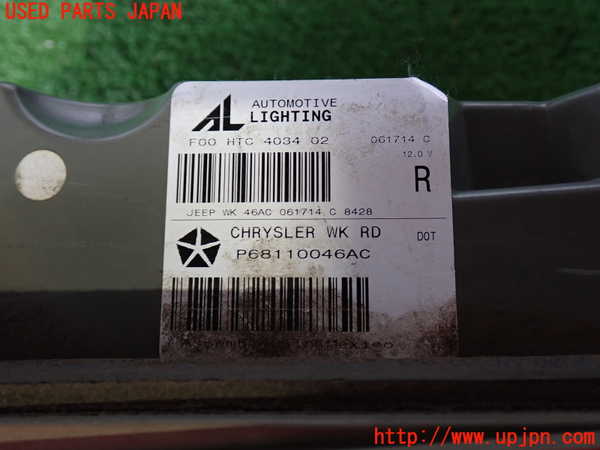 USED PARTS JAPAN
AL AUTOMOTIVE LIGHTING
F00 HTC 4034 02 061714 C
12.0 V
R
JEEP WK 46AC 061714 C 8428
CHRYSLER WK RD DOT
P68110046AC
http://www.upjpn.com/